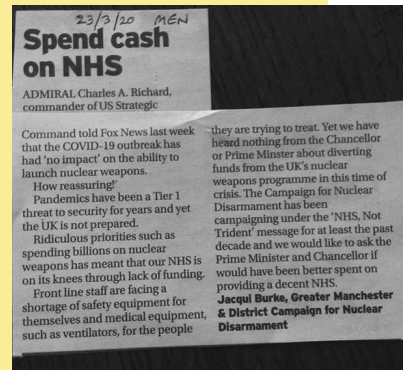 23/3/20 MEN
Spend cash
on NHS
ADMIRAL Charles A. Richard,
commander of US Strategic
Command told Fox News last week
that the COVID-19 outbreak has
had 'no impact' on the ability to
launch nuclear weapons.
How reassuring!
Pandemics have been a Tier 1
threat to security for years and yet
the UK is not prepared.
Ridiculous priorities such as
spending billions on nuclear
weapons has meant that our NHS is
on its knees through lack of funding.
Front line staff are facing a
shortage of safety equipment for
themselves and medical equipment,
such as ventilators, for the people
they are trying to treat. Yet we have
heard nothing from the Chancellor
or Prime Minster about diverting
funds from the UK's nuclear
weapons programme in this time of
crisis. The Campaign for Nuclear
Disarmament has been
campaigning under the 'NHS, Not
Trident' message for at least the past
decade and we would like to ask the
Prime Minister and Chancellor if
would have been better spent on
providing a decent NHS.
Jacqui Burke, Greater Manchester
& District Campaign for Nuclear
Disarmament